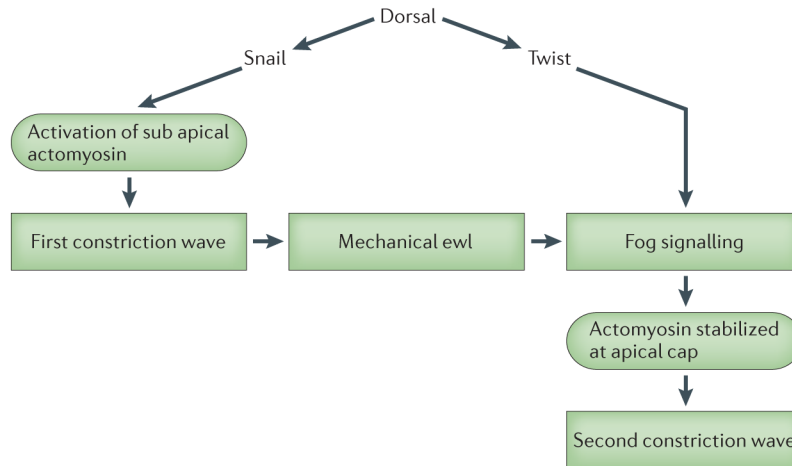 Dorsal
Snail
Twist
Activation of sub apical
actomyosin
First constriction wave
Mechanical ewl
Fog signalling
Actomyosin stabilized
at apical cap
Second constriction wave